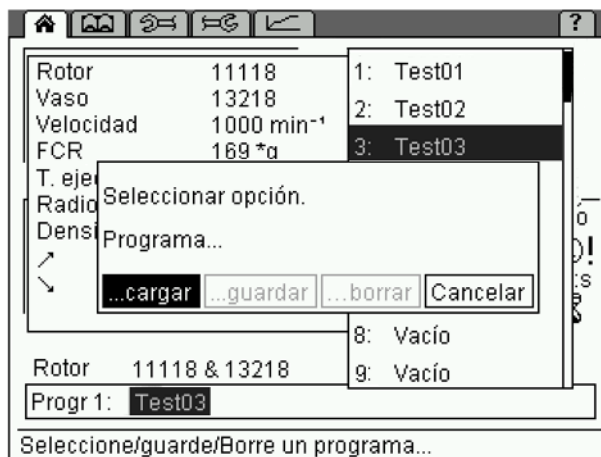 ?
Rotor 11118
Vaso 13218
Velocidad 1000 min⁻¹
FCR 169 *g
T. eje
Radio
Densi
1: Test01
2: Test02
3: Test03
Seleccionar opción.
Programa...
...cargar ...guardar ...borrar Cancelar
8: Vacío
9: Vacío
Rotor 11118 & 13218
Progr 1: Test03
Seleccione/guarde/Borre un programa...